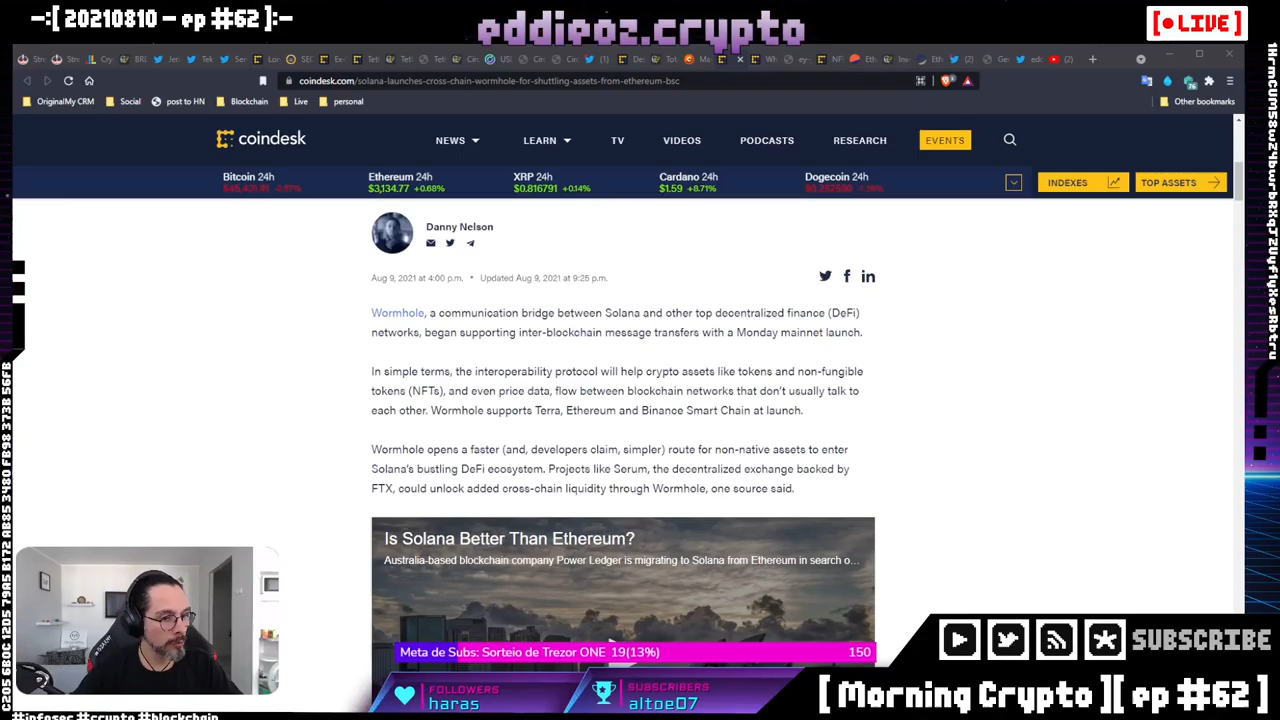 -:[ 20210810 - ep #62 ]:-
eddieoz.crypto
[●LIVE]
coindesk.com/solana-launches-cross-chain-wormhole-for-shuttling-assets-from-ethereum-bsc
OriginalMy CRM
Social
post to HN
Blockchain
Live
personal
Other bookmarks
coindesk
NEWS
LEARN
TV
VIDEOS
PODCASTS
RESEARCH
EVENTS
Bitcoin 24h
Ethereum 24h
$3,134.77 +0.68%
XRP 24h
$0.816791 +0.14%
Cardano 24h
$1.59 +8.71%
Dogecoin 24h
INDEXES
TOP ASSETS
Danny Nelson
Aug 9, 2021 at 4:00 p.m. • Updated Aug 9, 2021 at 9:25 p.m.
Wormhole, a communication bridge between Solana and other top decentralized finance (DeFi)
networks, began supporting inter-blockchain message transfers with a Monday mainnet launch.
In simple terms, the interoperability protocol will help crypto assets like tokens and non-fungible
tokens (NFTs), and even price data, flow between blockchain networks that don't usually talk to
each other. Wormhole supports Terra, Ethereum and Binance Smart Chain at launch.
Wormhole opens a faster (and, developers claim, simpler) route for non-native assets to enter
Solana's bustling DeFi ecosystem. Projects like Serum, the decentralized exchange backed by
FTX, could unlock added cross-chain liquidity through Wormhole, one source said.
Is Solana Better Than Ethereum?
Australia-based blockchain company Power Ledger is migrating to Solana from Ethereum in search o...
Meta de Subs: Sorteio de Trezor ONE 19(13%)
150
FOLLOWERS
haras
SUBSCRIBERS
altoe07
SUBSCRIBE
[ Morning Crypto ][ ep #62 ]
#infosec #crypto #blockchain
C205 5B0C 12D5 79A5 B172 AB85 3480 FB98 373B 56FB